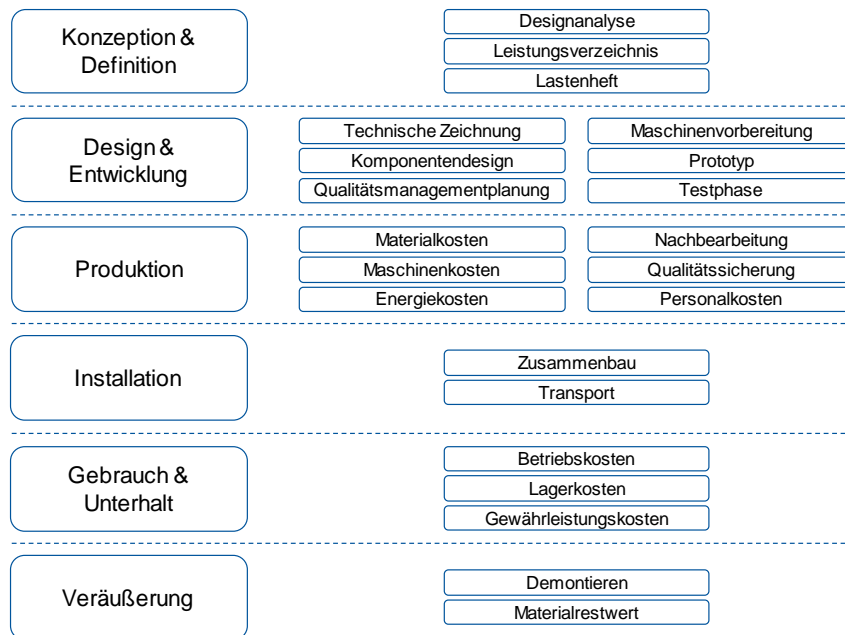 Konzeption &
Definition
Designanalyse
Leistungsverzeichnis
Lastenheft
Design &
Entwicklung
Technische Zeichnung
Komponentendesign
Qualitätsmanagementplanung
Maschinenvorbereitung
Prototyp
Testphase
Produktion
Materialkosten
Maschinenkosten
Energiekosten
Nachbearbeitung
Qualitätssicherung
Personalkosten
Installation
Zusammenbau
Transport
Gebrauch &
Unterhalt
Betriebskosten
Lagerkosten
Gewährleistungskosten
Veräußerung
Demontieren
Materialrestwert